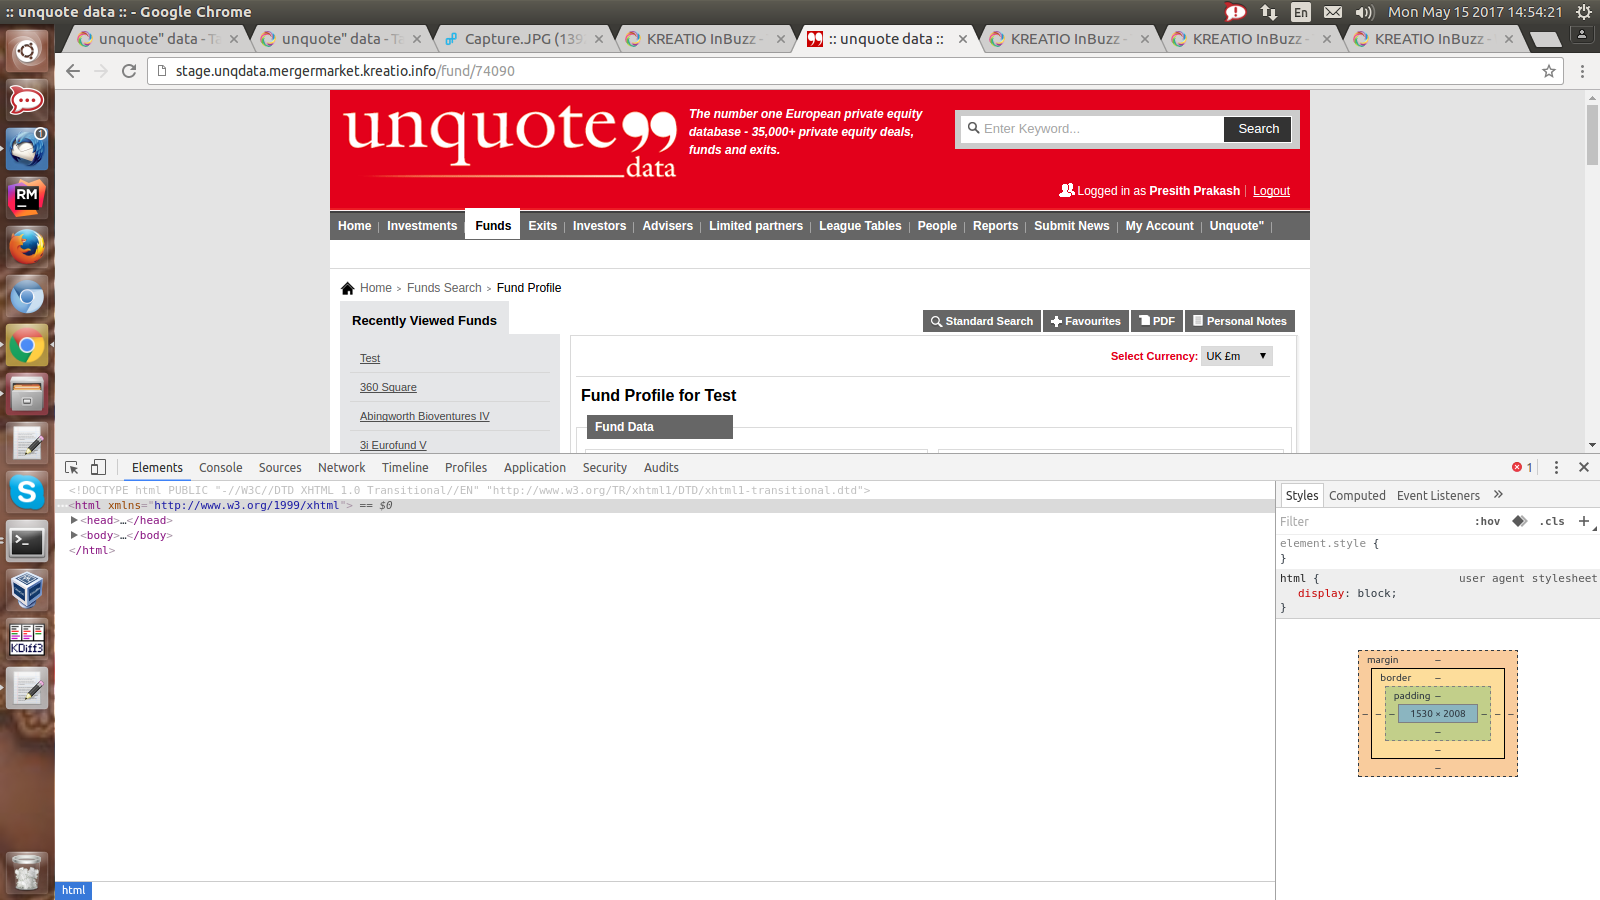 :: unquote data :: - Google Chrome
En
Mon May 15 2017 14:54:21
unquote" data - Ta
unquote" data - Ta
Capture.JPG (139
KREATIO InBuzz -
:: unquote data ::
KREATIO InBuzz -
KREATIO InBuzz -
KREATIO InBuzz -
stage.unqdata.mergermarket.kreatio.info/fund/74090
unquote
data
The number one European private equity
database - 35,000+ private equity deals,
funds and exits.
Enter Keyword...
Search
Logged in as Presith Prakash | Logout
Home | Investments | Funds Exits | Investors | Advisers | Limited partners | League Tables | People | Reports | Submit News | My Account | Unquote" |
Home > Funds Search > Fund Profile
Recently Viewed Funds
Standard Search
Favourites
PDF
Personal Notes
Test
360 Square
Abingworth Bioventures IV
3i Eurofund V
Select Currency: UK £m
Fund Profile for Test
Fund Data
Elements Console Sources Network Timeline Profiles Application Security Audits
1
<!DOCTYPE html PUBLIC "-//W3C//DTD XHTML 1.0 Transitional//EN" "http://www.w3.org/TR/xhtml1/DTD/xhtml1-transitional.dtd">
<html xmlns="http://www.w3.org/1999/xhtml"> == $0
<head>…</head>
<body>…</body>
</html>
Styles Computed Event Listeners »
Filter
:hov .cls +
element.style {
}
html { user agent stylesheet
display: block;
}
margin –
border –
padding –
– – – 1530 × 2008 – – –
–
–
–
html
1
RM
KDiff3